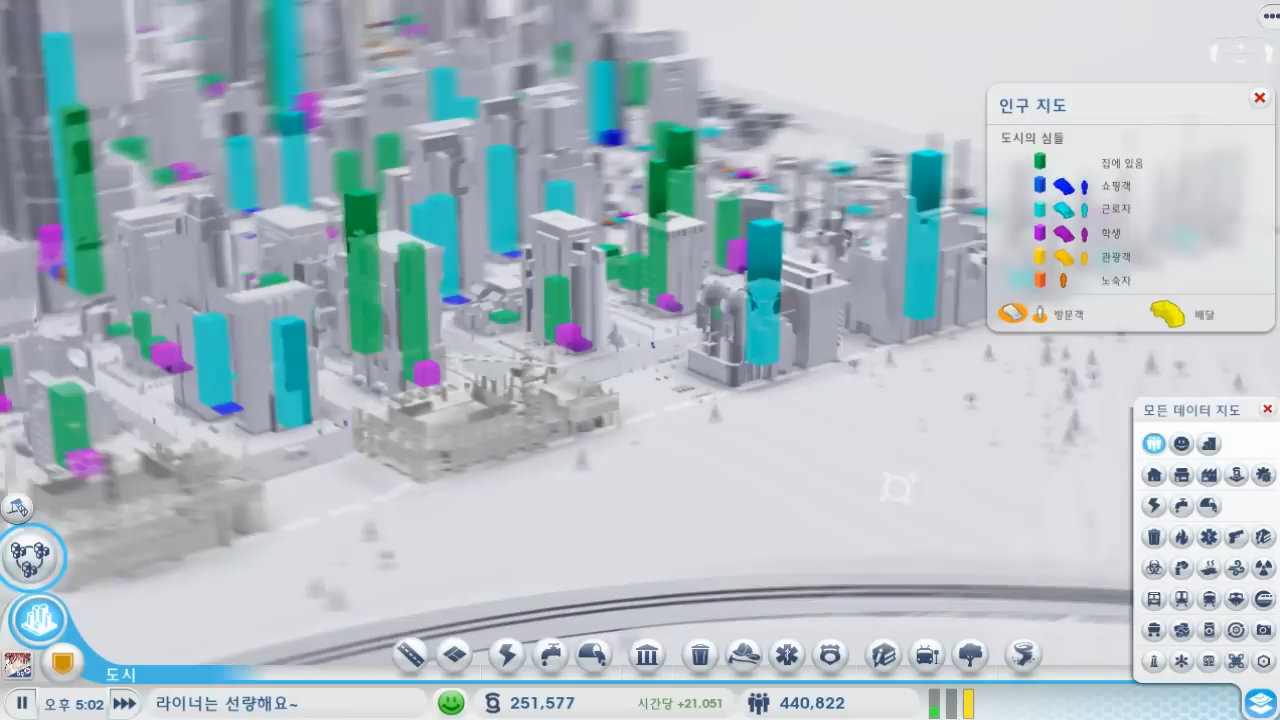 인구 지도
도시의 심들
집에 있음
쇼핑객
근로자
학생
관광객
노숙자
방문객
배달
모든 데이터 지도
도시
오후 5:02
라이너는 선량해요~
251,577
시간당 +21,051
440,822